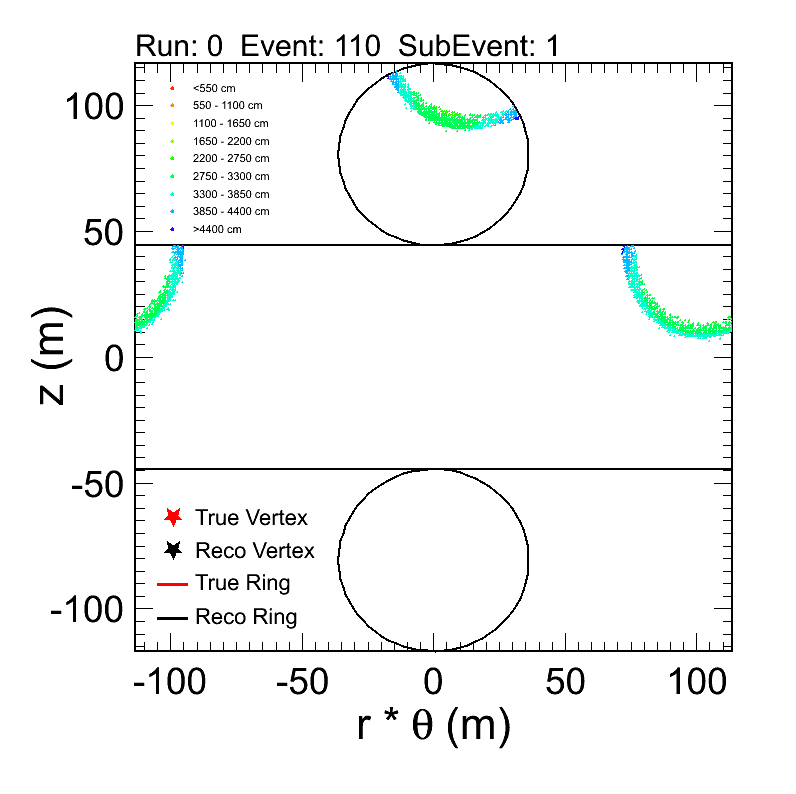 Run: 0  Event: 110  SubEvent: 1
<550 cm
550 - 1100 cm
1100 - 1650 cm
1650 - 2200 cm
2200 - 2750 cm
2750 - 3300 cm
3300 - 3850 cm
3850 - 4400 cm
>4400 cm
100
50
0
-50
-100
z (m)
True Vertex
Reco Vertex
True Ring
Reco Ring
-100 -50 0 50 100
r * θ (m)